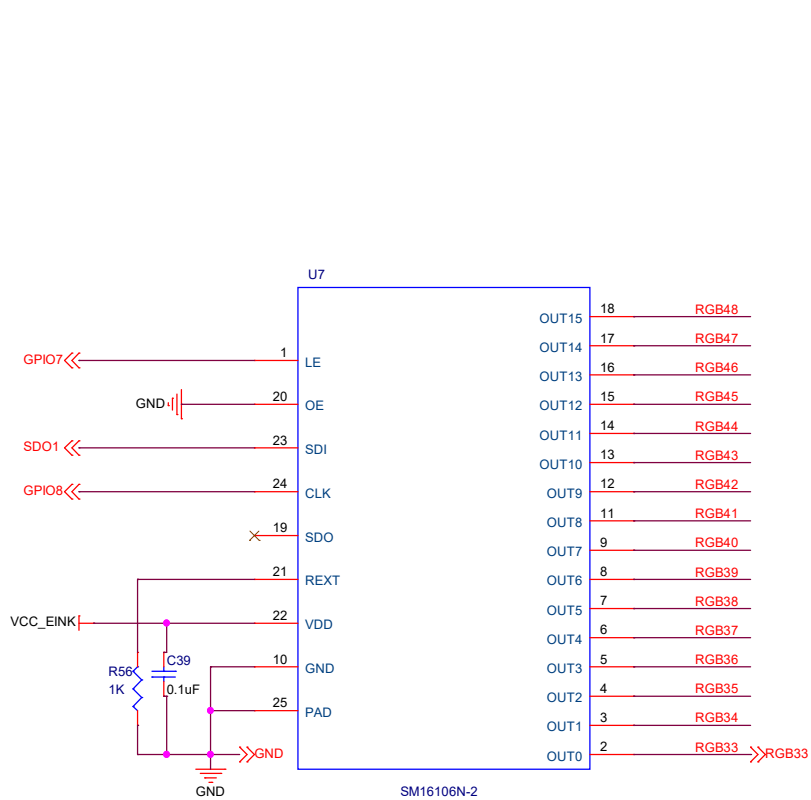 U7
18 RGB48
OUT15
17 RGB47
OUT14
GPIO7 1 LE
16 RGB46
OUT13
GND 20 OE
15 RGB45
OUT12
14 RGB44
OUT11
SDO1 23 SDI
13 RGB43
OUT10
GPIO8 24 CLK
12 RGB42
OUT9
11 RGB41
OUT8
19 SDO
9 RGB40
OUT7
21 REXT
8 RGB39
OUT6
7 RGB38
OUT5
VCC_EINK 22 VDD
6 RGB37
OUT4
C39
10 GND
5 RGB36
OUT3
R56
1K 0.1uF
4 RGB35
OUT2
25 PAD
3 RGB34
OUT1
GND
2 RGB33 RGB33
OUT0
GND
SM16106N-2